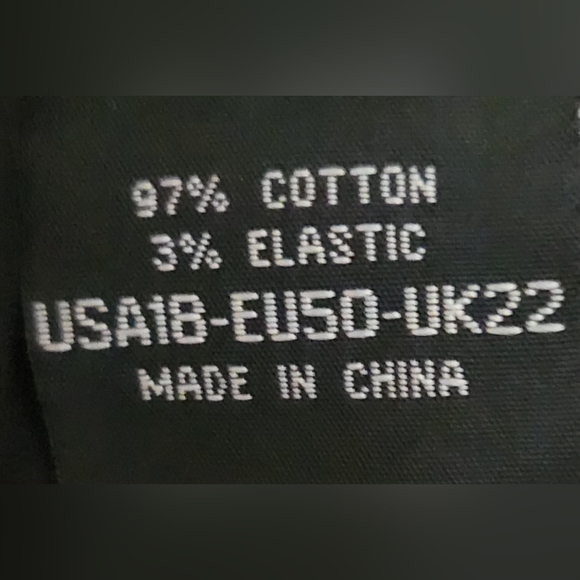 97% COTTON
3% ELASTIC
USA18-EU50-UK22
MADE IN CHINA